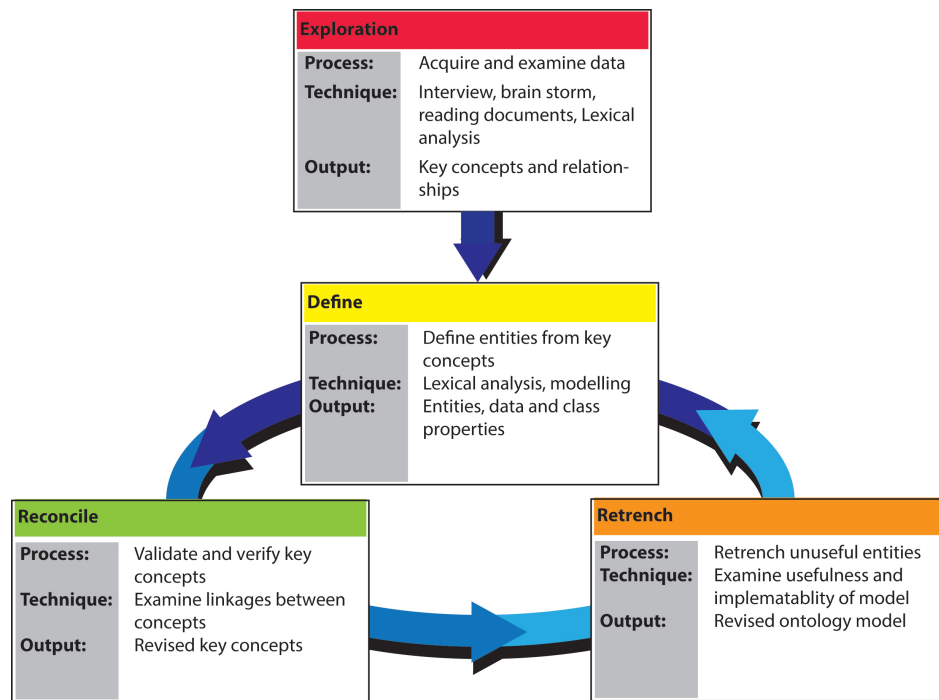 Exploration
Process: Acquire and examine data
Technique: Interview, brain storm,
reading documents, Lexical
analysis
Output: Key concepts and relation-
ships
Define
Process: Define entities from key
concepts
Technique: Lexical analysis, modelling
Output: Entities, data and class
properties
Reconcile
Process: Validate and verify key
concepts
Technique: Examine linkages between
concepts
Output: Revised key concepts
Retrench
Process: Retrench unuseful entities
Technique: Examine usefulness and
implematablity of model
Output: Revised ontology model